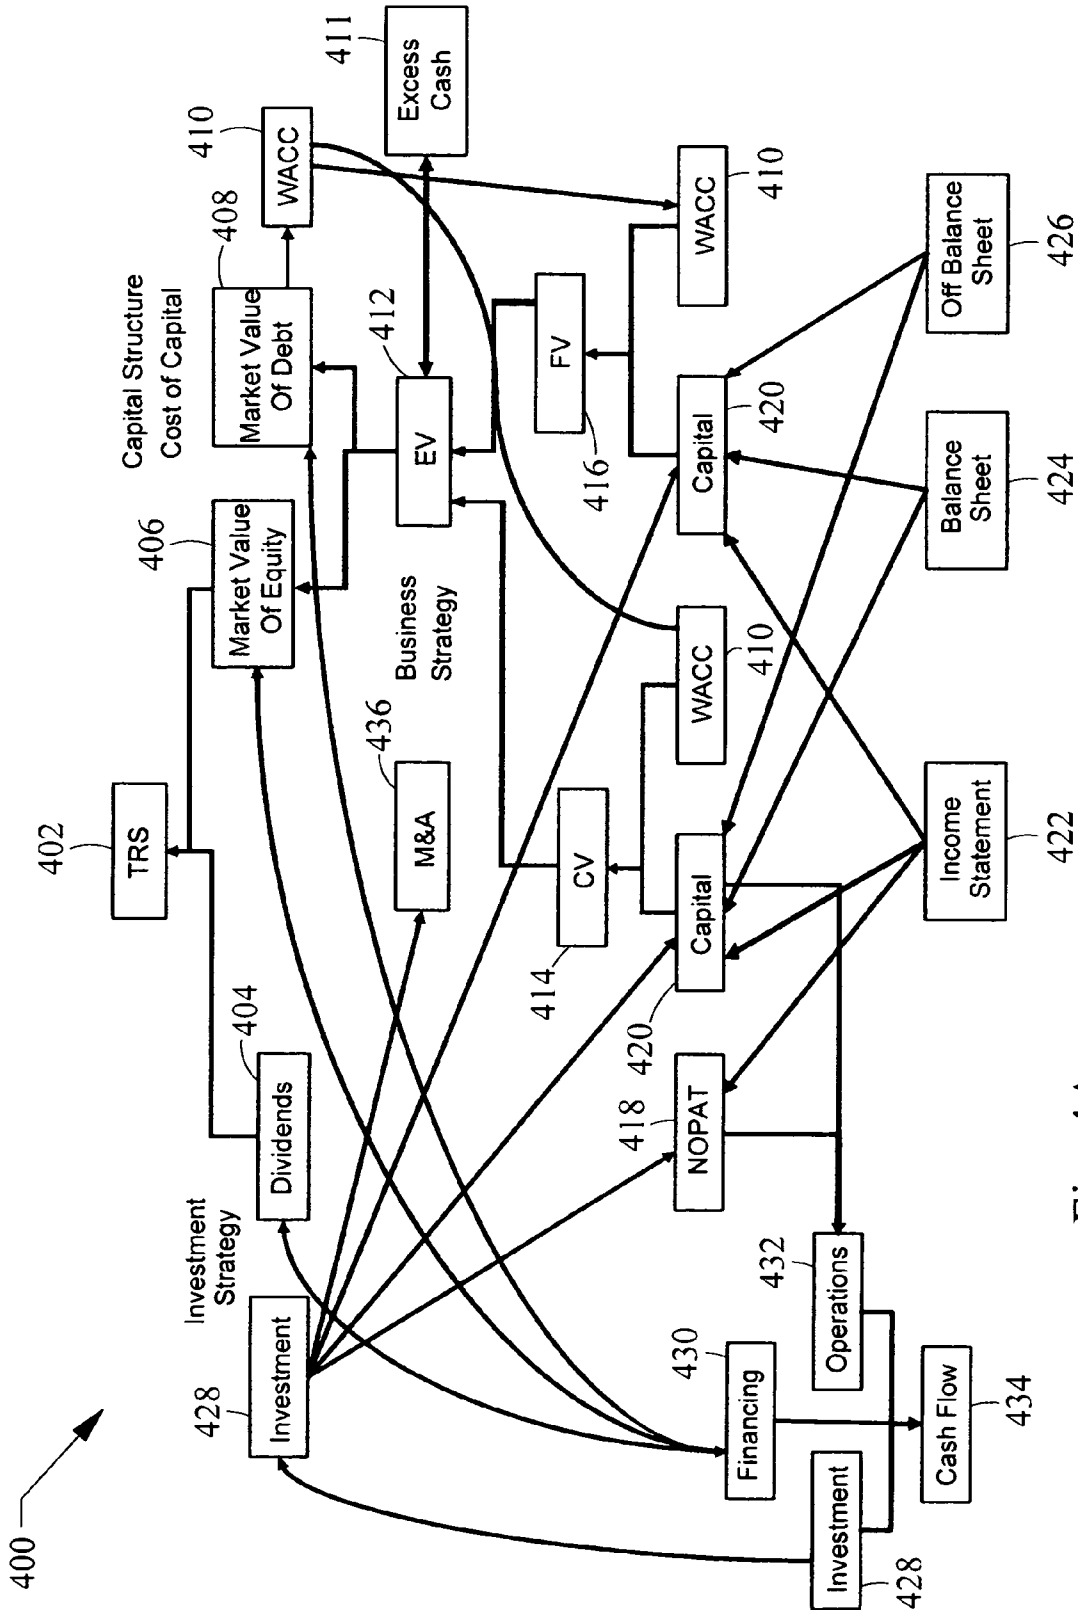 400
402
TRS
Capital Structure
Cost of Capital
Investment
Strategy
404
Dividends
406
Market Value
Of Equity
408
Market Value
Of Debt
410
WACC
428
Investment
436
M&A
Business
Strategy
412
EV
411
Excess
Cash
414
CV
416
FV
418
NOPAT
420
Capital
WACC
410
Capital
420
WACC
410
430
Financing
432
Operations
Investment
428
Cash Flow
434
Income
Statement
422
Balance
Sheet
424
Off Balance
Sheet
426